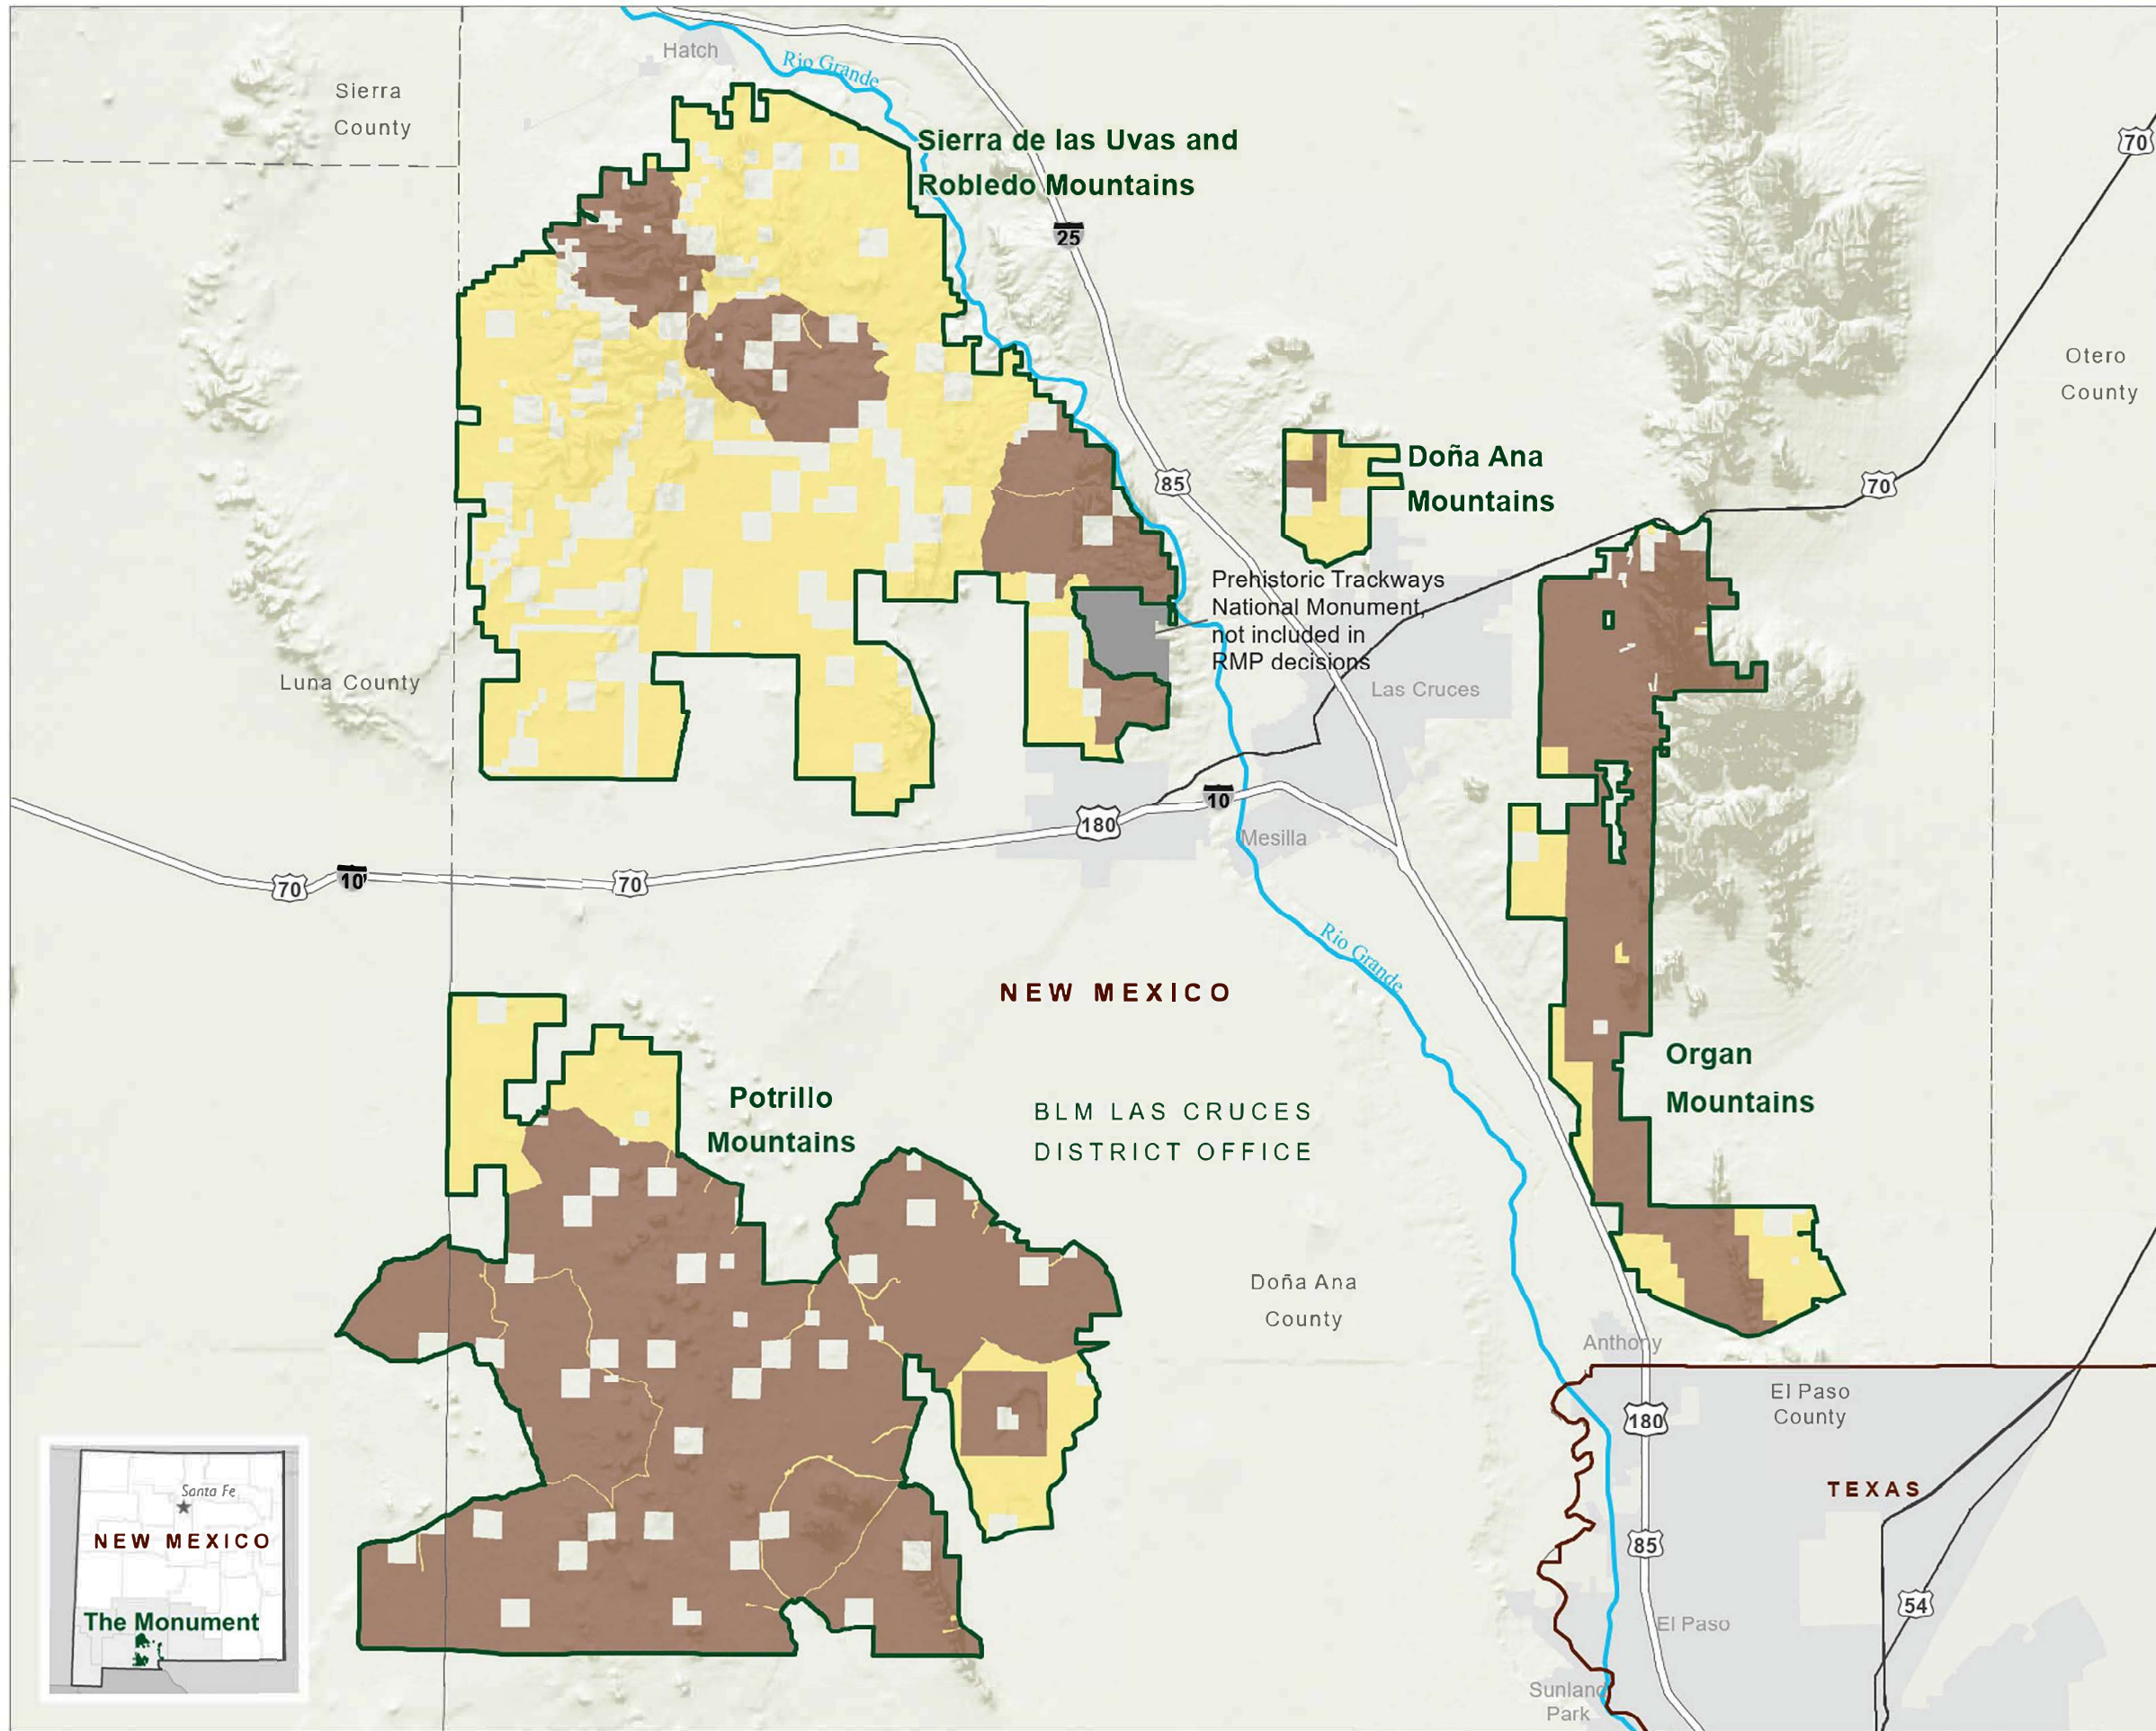 Hatch
Rio Grande
Sierra
County
Sierra de las Uvas and
Robledo Mountains
70
25
Otero
County
Doña Ana
Mountains
85
70
Prehistoric Trackways
National Monument,
not included in
RMP decisions
Luna County
Las Cruces
10
180
Mesilla
70
10
70
Rio Grande
NEW MEXICO
Organ
Mountains
Potrillo
Mountains
BLM LAS CRUCES
DISTRICT OFFICE
Doña Ana
County
Anthony
El Paso
County
180
TEXAS
Santa Fe
NEW MEXICO
The Monument
85
54
El Paso
Sunland
Park